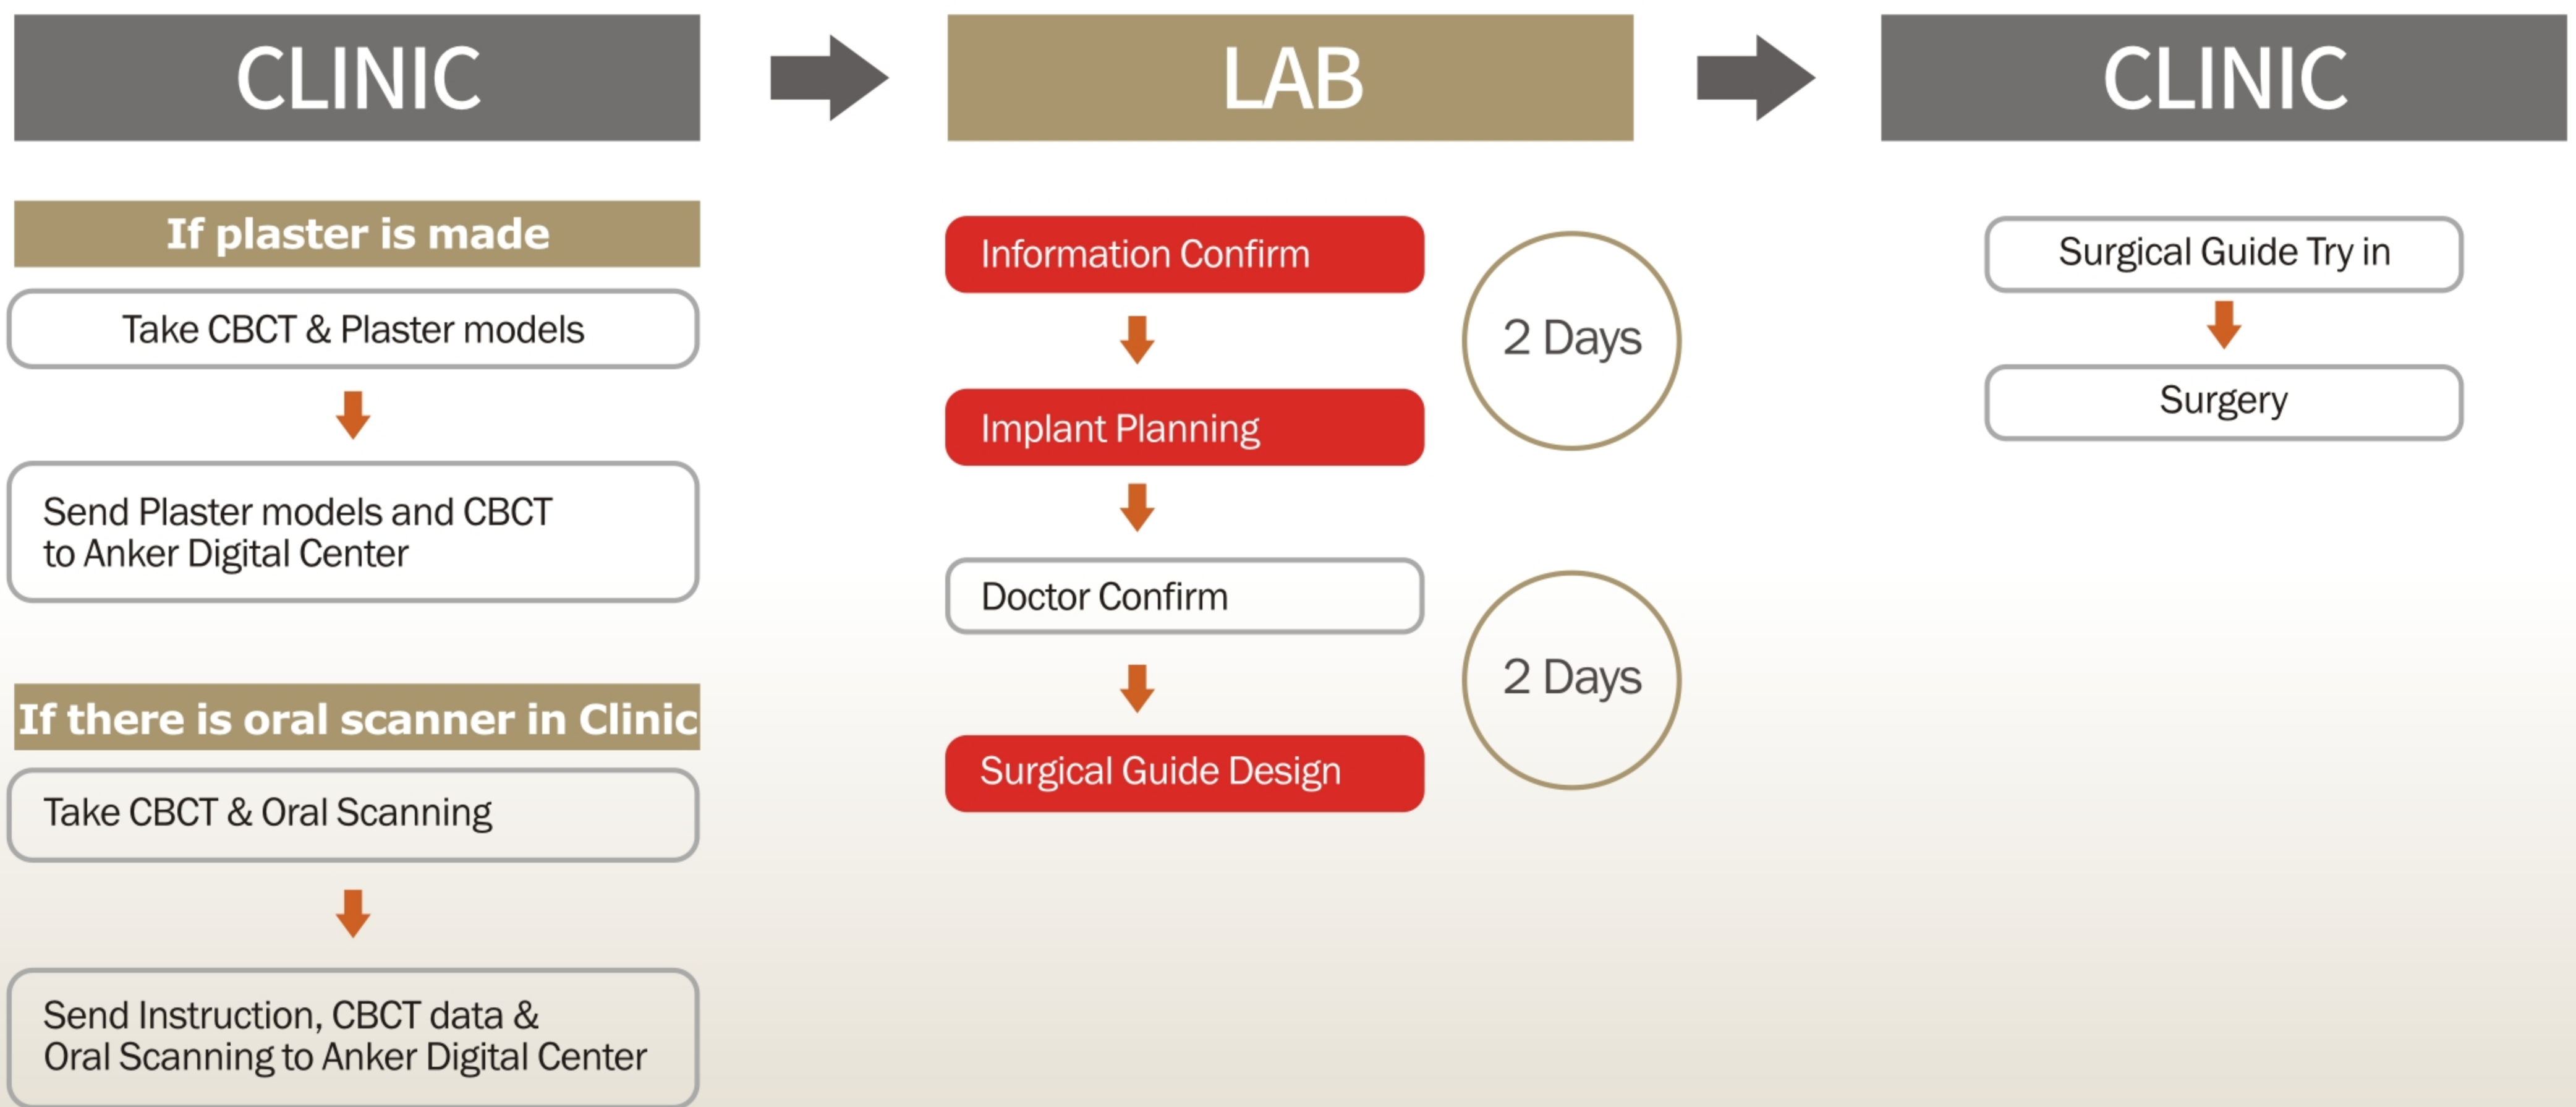 CLINIC
LAB
CLINIC
If plaster is made
Take CBCT & Plaster models
Send Plaster models and CBCT
to Anker Digital Center
If there is oral scanner in Clinic
Take CBCT & Oral Scanning
Send Instruction, CBCT data &
Oral Scanning to Anker Digital Center
Information Confirm
Implant Planning
2 Days
Doctor Confirm
Surgical Guide Design
2 Days
Surgical Guide Try in
Surgery